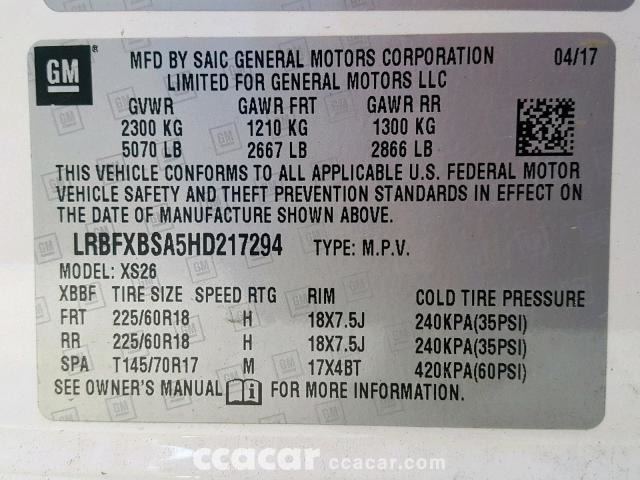 GM ®
MFD BY SAIC GENERAL MOTORS CORPORATION 04/17
LIMITED FOR GENERAL MOTORS LLC
GVWR GAWR FRT GAWR RR
2300 KG 1210 KG 1300 KG
5070 LB 2667 LB 2866 LB
THIS VEHICLE CONFORMS TO ALL APPLICABLE U.S. FEDERAL MOTOR
VEHICLE SAFETY AND THEFT PREVENTION STANDARDS IN EFFECT ON
THE DATE OF MANUFACTURE SHOWN ABOVE.
LRBFXBSA5HD217294 TYPE: M.P.V.
MODEL: XS26
XBBF TIRE SIZE SPEED RTG RIM COLD TIRE PRESSURE
FRT 225/60R18 H 18X7.5J 240KPA(35PSI)
RR 225/60R18 H 18X7.5J 240KPA(35PSI)
SPA T145/70R17 M 17X4BT 420KPA(60PSI)
SEE OWNER'S MANUAL i FOR MORE INFORMATION.
ccacar ccacar.com